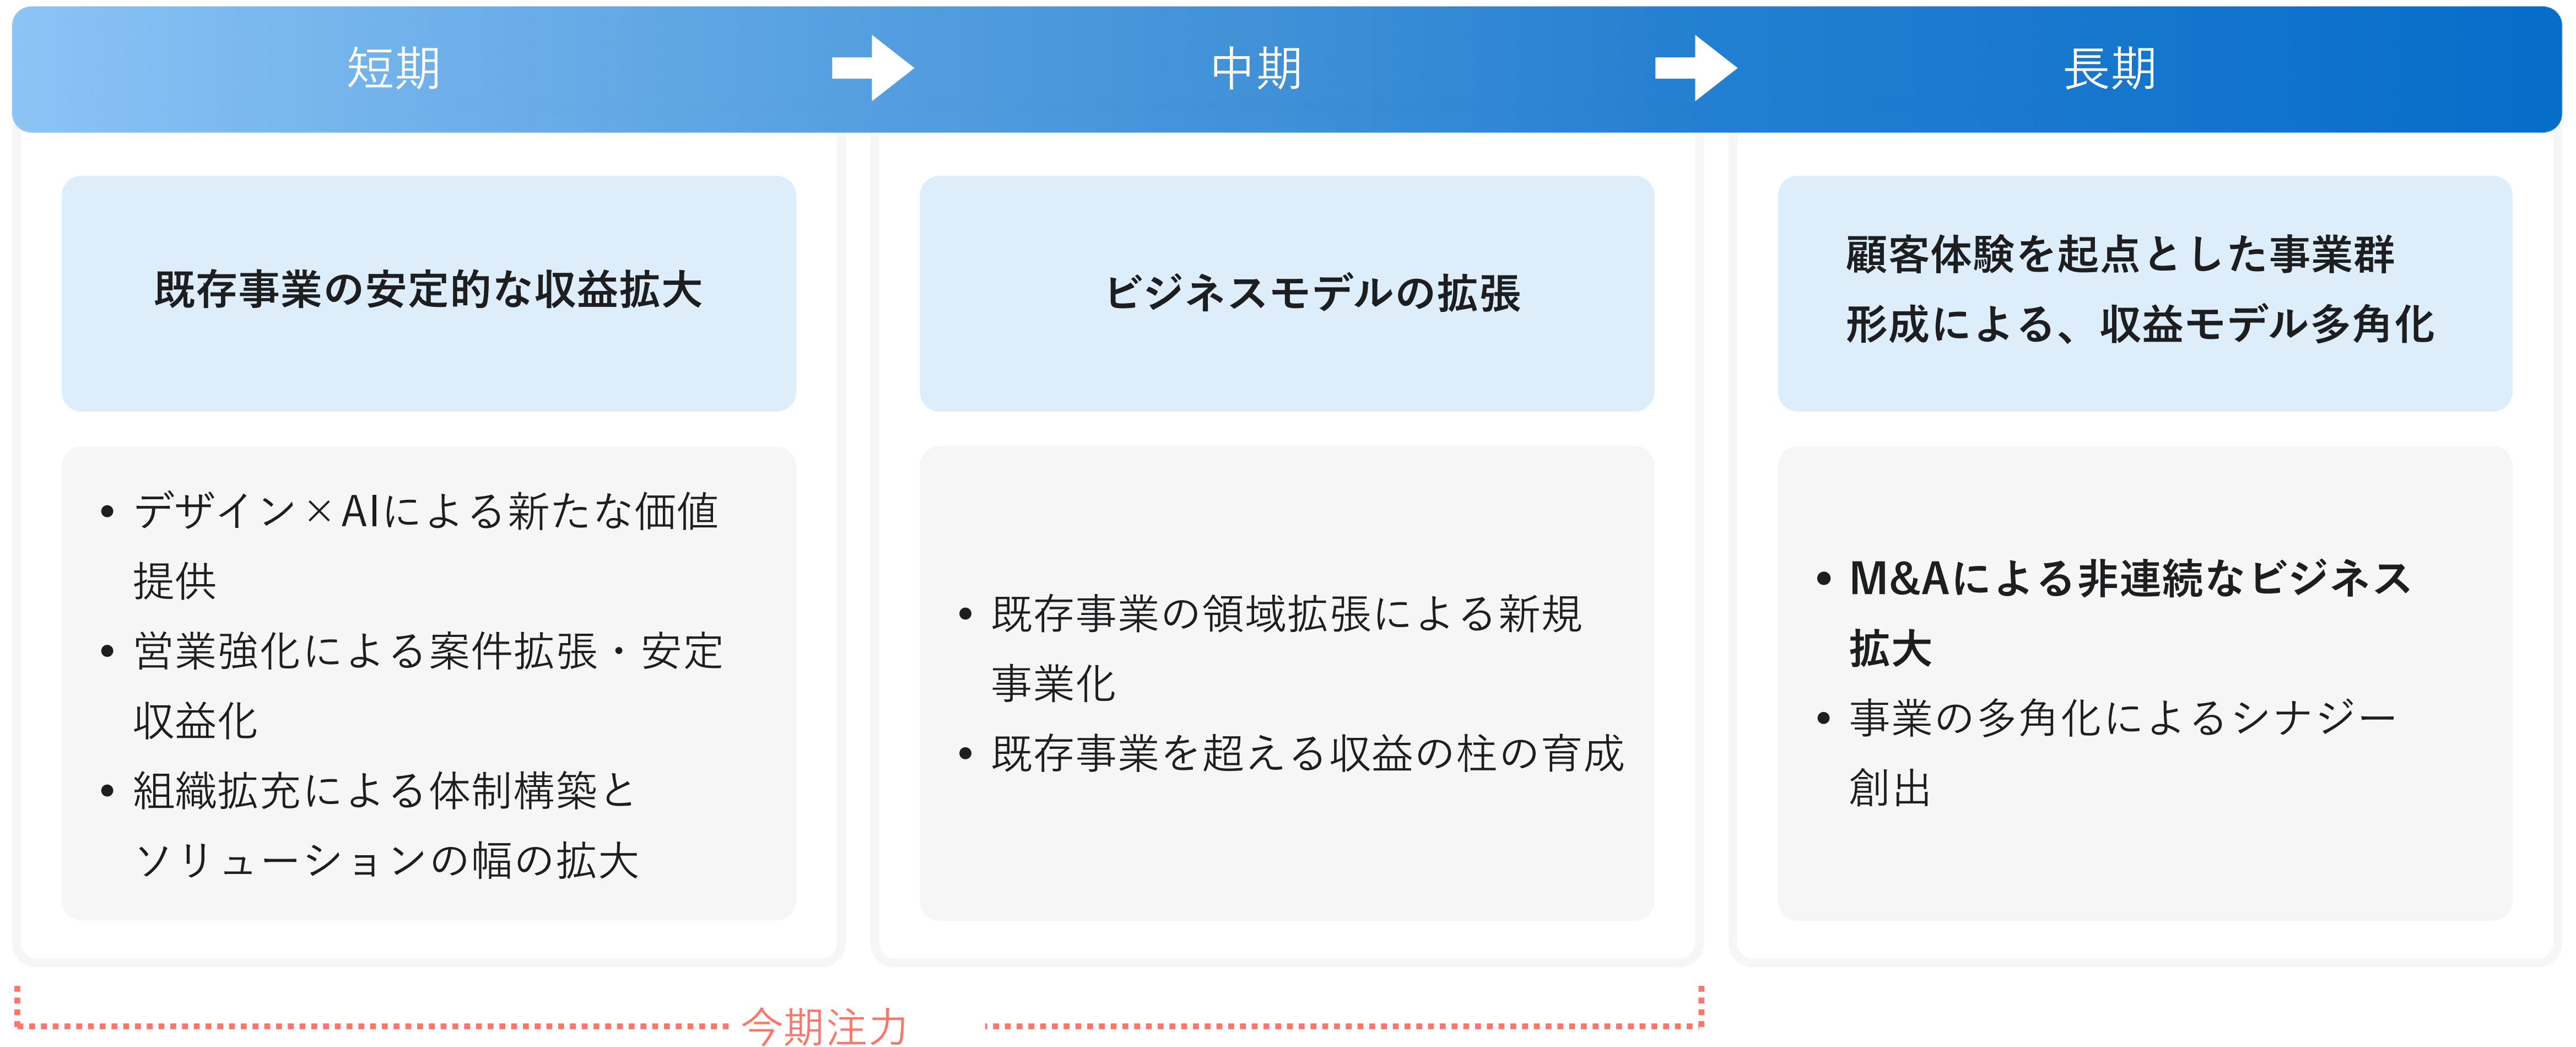 短期
中期
長期
既存事業の安定的な収益拡大
ビジネスモデルの拡張
顧客体験を起点とした事業群
形成による、収益モデル多角化
• デザイン×AIによる新たな価値
提供
• 営業強化による案件拡張・安定
収益化
• 組織拡充による体制構築と
ソリューションの幅の拡大
• 既存事業の領域拡張による新規
事業化
• 既存事業を超える収益の柱の育成
• M&Aによる非連続なビジネス
拡大
• 事業の多角化によるシナジー
創出
今期注力